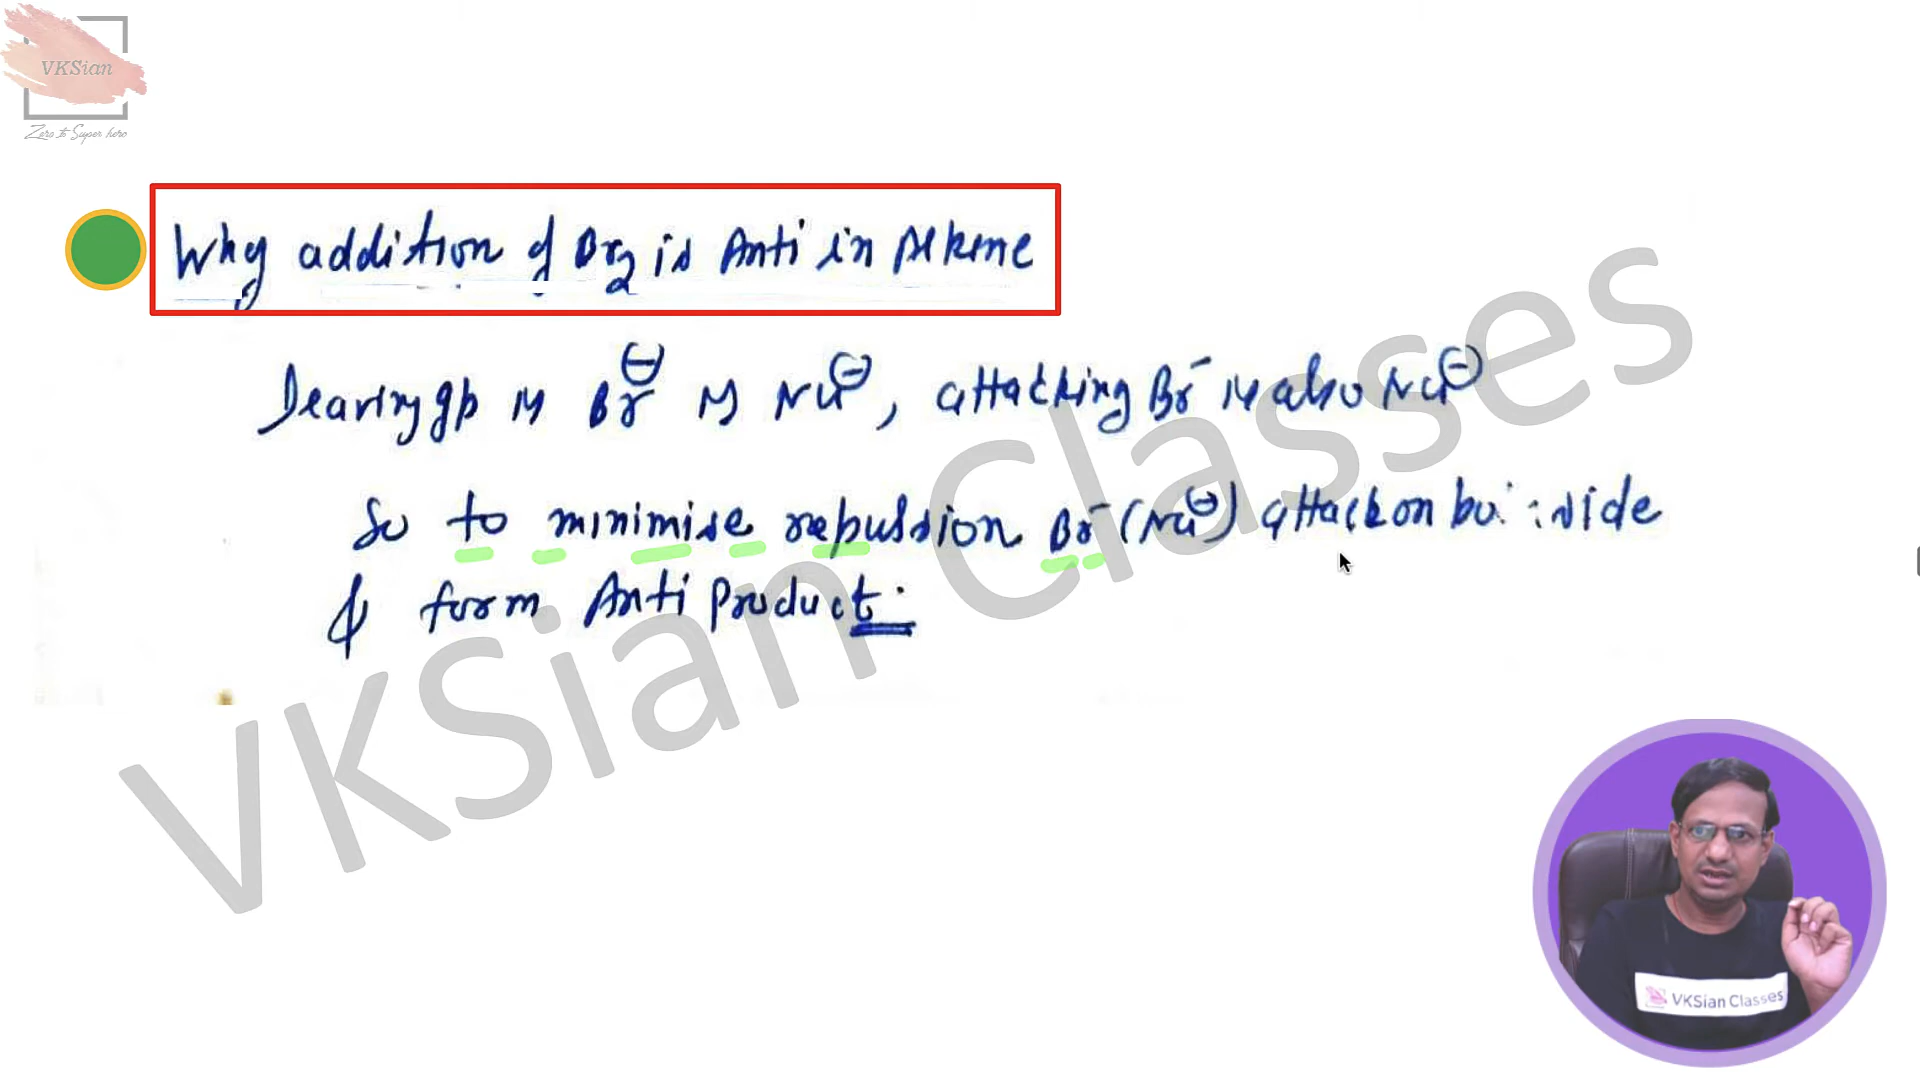 VKSian
Zero to Super hero
Why addition of Br2 is Anti in Alkene
leaving gp is Br⊖ is Nu⊖, attacking Br⁻ is also Nu⊖
So to minimise repulsion Br⁻ (Nu⊖) attack on side
& form Anti Product.
VKSian Classes
VKSian Classes